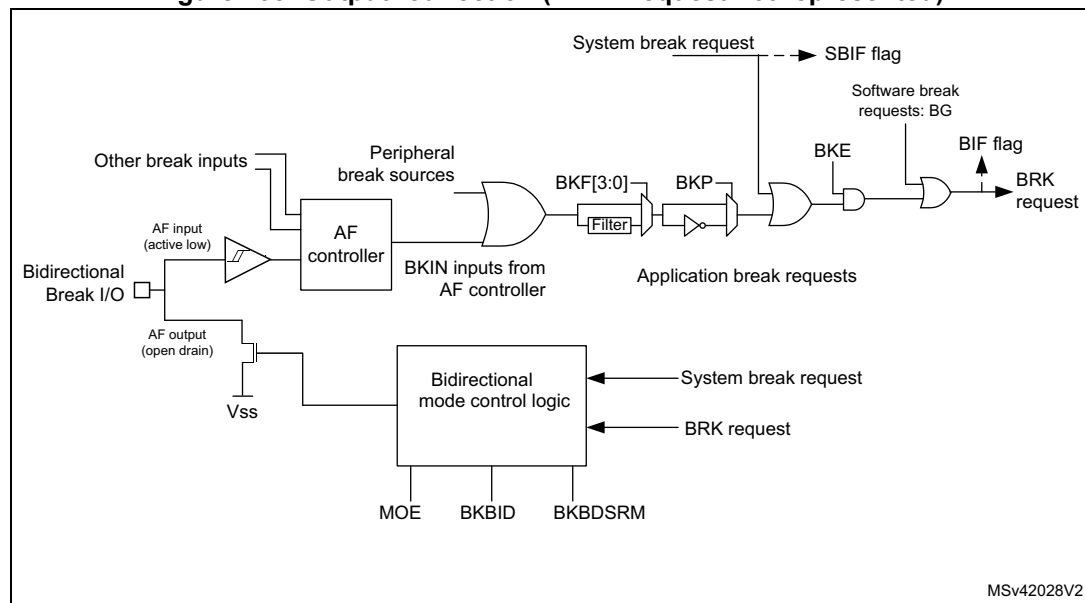 System break request
SBIF flag
Software break
requests: BG
BIF flag
BKE
BRK
request
Other break inputs
Peripheral
break sources
BKF[3:0]
BKP
Filter
AF input
(active low)
AF
controller
BKIN inputs from
AF controller
Application break requests
Bidirectional
Break I/O
AF output
(open drain)
Vss
Bidirectional
mode control logic
System break request
BRK request
MOE
BKBID
BKBDSRM
MSv42028V2